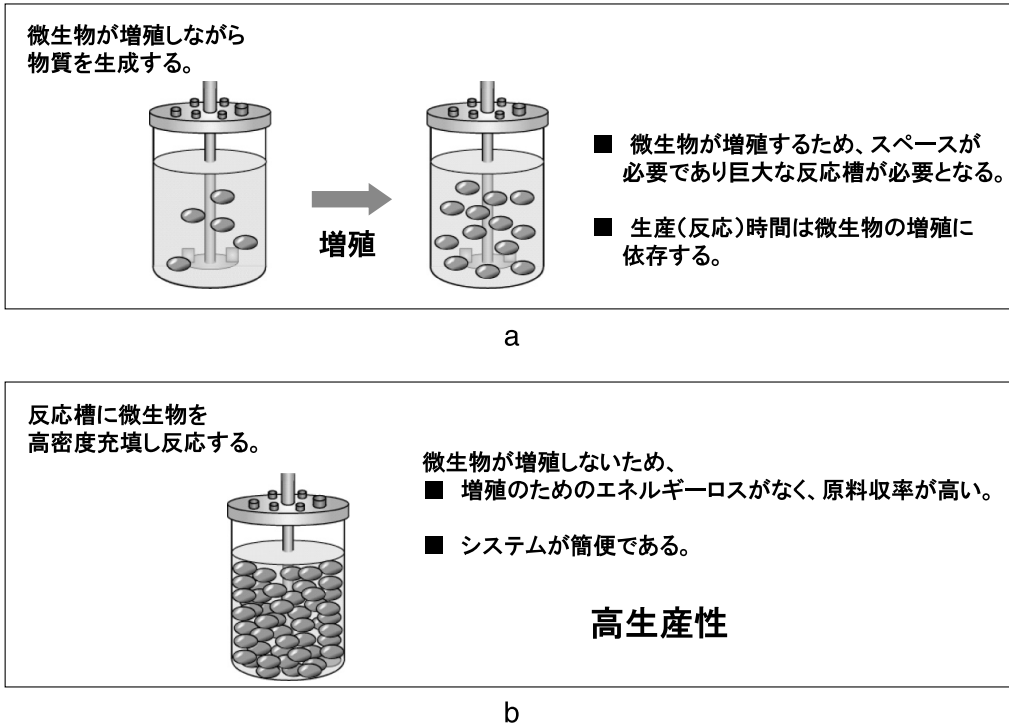 微生物が増殖しながら
物質を生成する。
増殖
■ 微生物が増殖するため、スペースが
必要であり巨大な反応槽が必要となる。
■ 生産(反応)時間は微生物の増殖に
依存する。
a
反応槽に微生物を
高密度充填し反応する。
微生物が増殖しないため、
■ 増殖のためのエネルギーロスがなく、原料収率が高い。
■ システムが簡便である。
高生産性
b